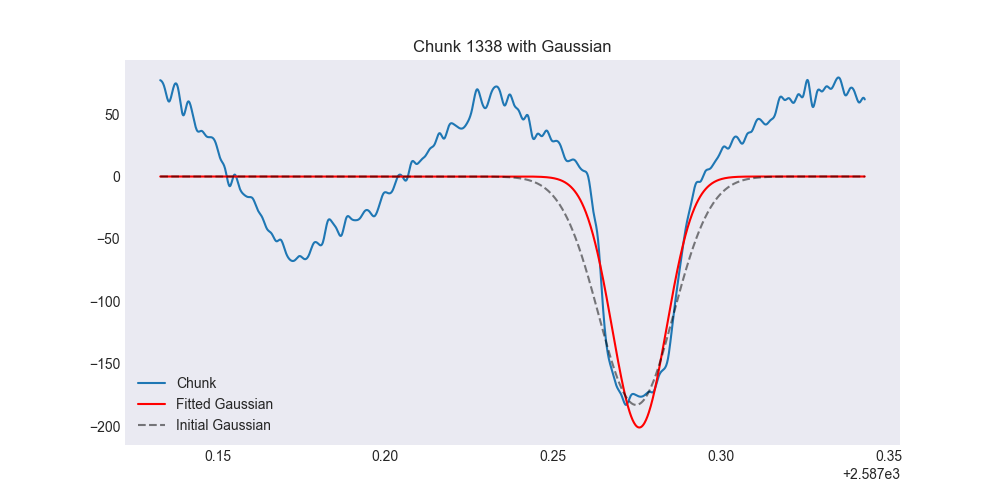 Chunk 1338 with Gaussian
50
0
−50
−100
−150
−200
Chunk
Fitted Gaussian
Initial Gaussian
0.15 0.20 0.25 0.30 0.35
+2.587e3